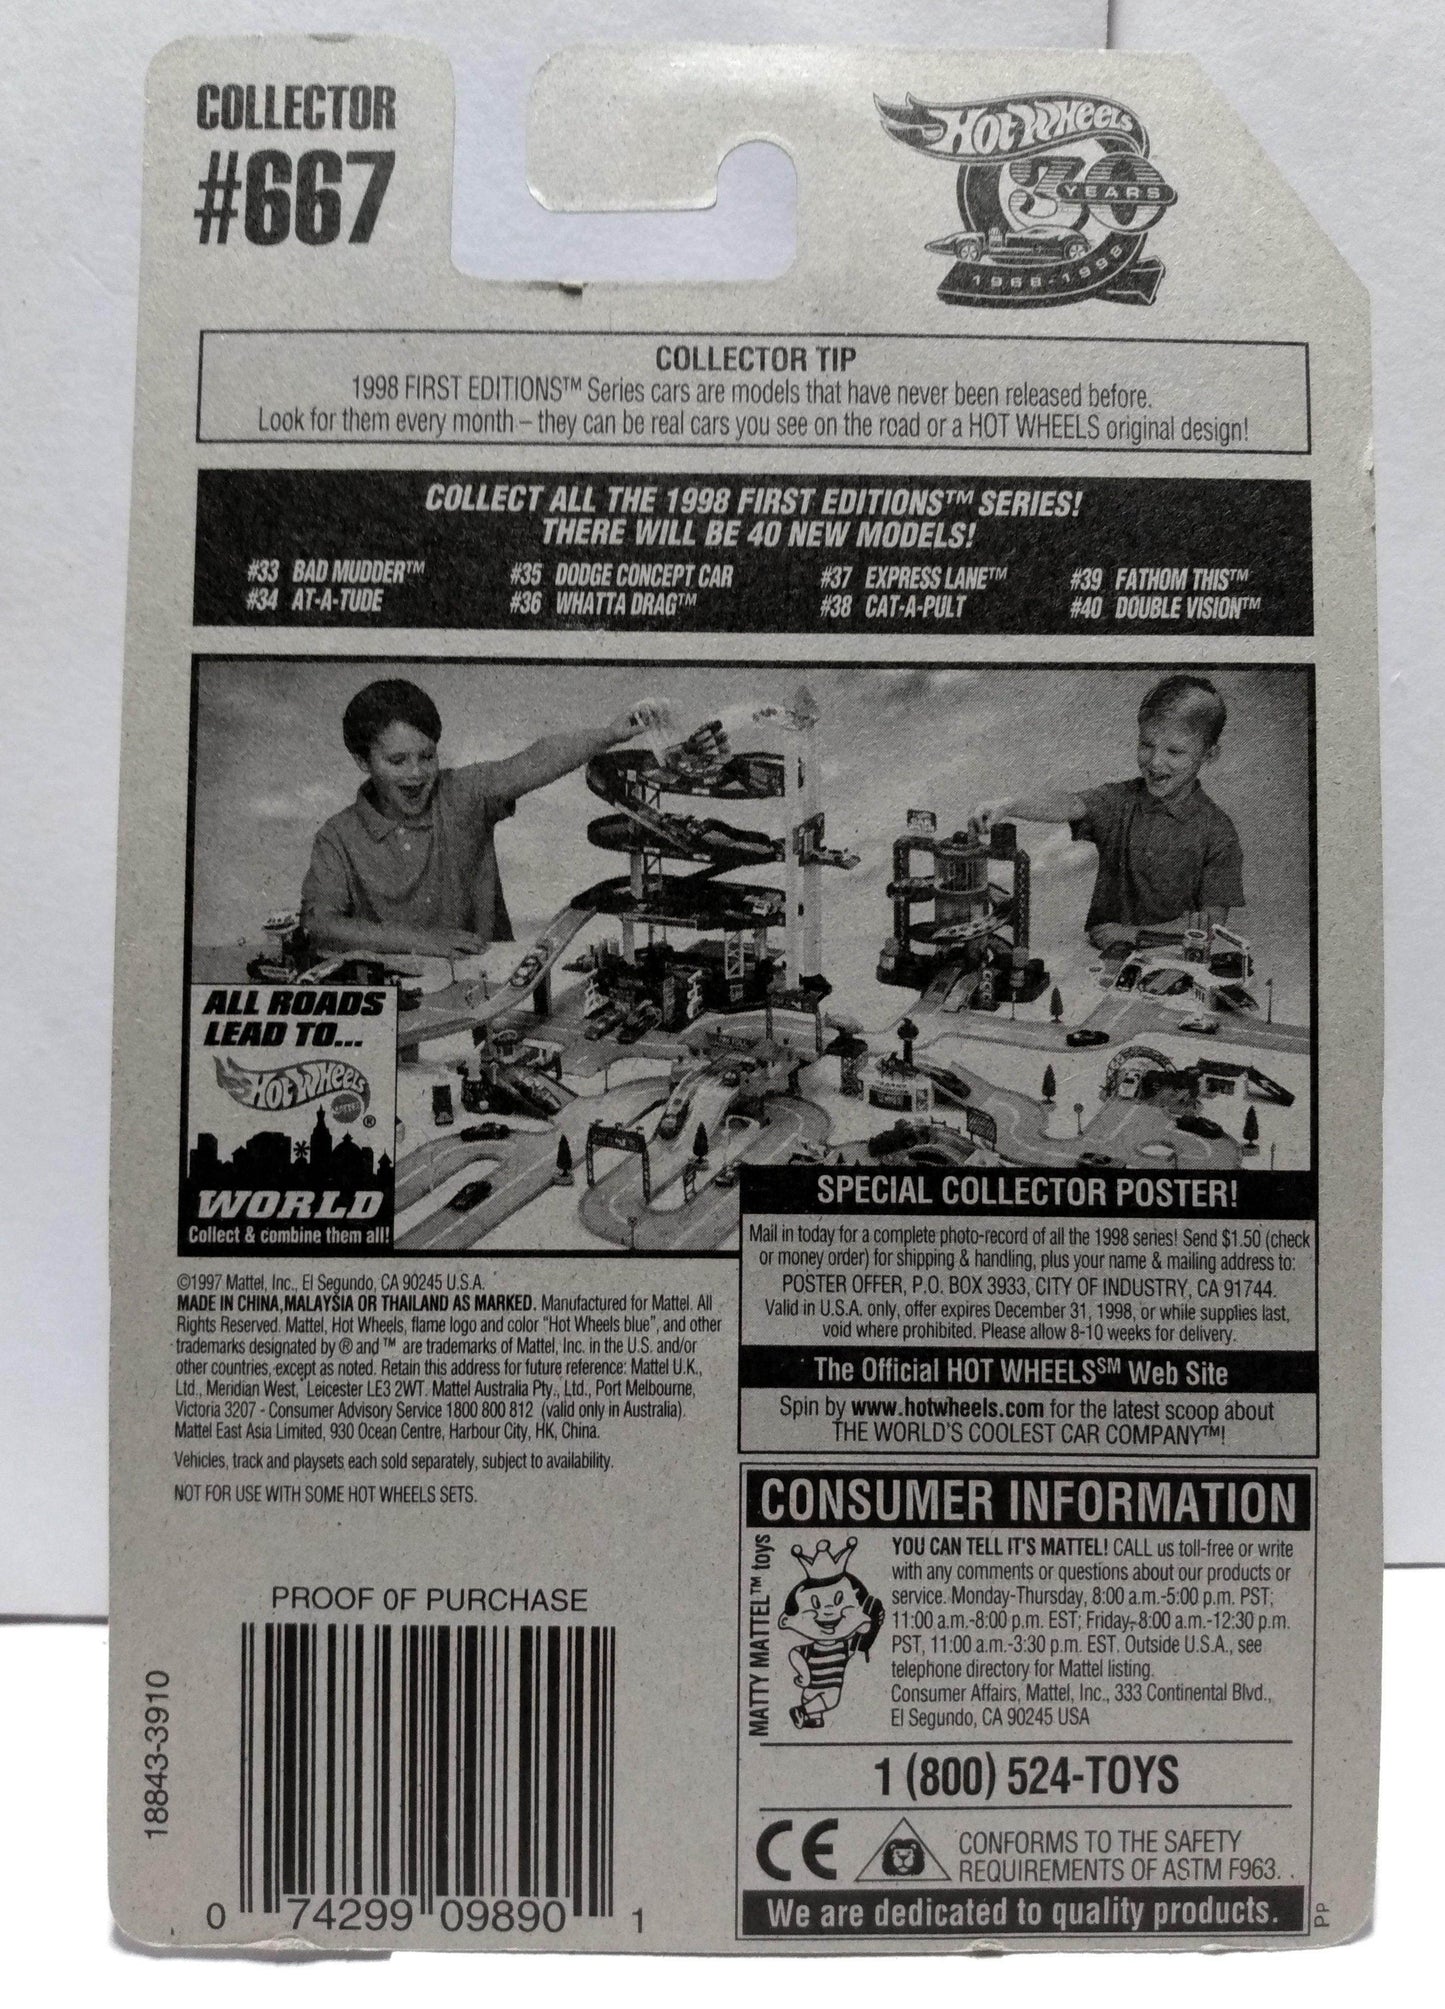 COLLECTOR
#667
HOT WHEELS
30
YEARS
1968-1998
COLLECTOR TIP
1998 FIRST EDITIONS™ Series cars are models that have never been released before.
Look for them every month – they can be real cars you see on the road or a HOT WHEELS original design!
COLLECT ALL THE 1998 FIRST EDITIONS™ SERIES!
THERE WILL BE 40 NEW MODELS!
#33 BAD MUDDER™ #35 DODGE CONCEPT CAR #37 EXPRESS LANE™ #39 FATHOM THIS™
#34 AT-A-TUDE #36 WHATTA DRAG™ #38 CAT-A-PULT #40 DOUBLE VISION™
ALL ROADS
LEAD TO...
HOT WHEELS
MATTEL
®
WORLD
Collect & combine them all!
SPECIAL COLLECTOR POSTER!
Mail in today for a complete photo-record of all the 1998 series! Send $1.50 (check
or money order) for shipping & handling, plus your name & mailing address to:
POSTER OFFER, P.O. BOX 3933, CITY OF INDUSTRY, CA 91744.
Valid in U.S.A. only, offer expires December 31, 1998, or while supplies last,
void where prohibited. Please allow 8-10 weeks for delivery.
The Official HOT WHEELS℠ Web Site
Spin by www.hotwheels.com for the latest scoop about
THE WORLD'S COOLEST CAR COMPANY™!
©1997 Mattel, Inc., El Segundo, CA 90245 U.S.A.
MADE IN CHINA, MALAYSIA OR THAILAND AS MARKED. Manufactured for Mattel. All
Rights Reserved. Mattel, Hot Wheels, flame logo and color "Hot Wheels blue", and other
trademarks designated by ® and ™ are trademarks of Mattel, Inc. in the U.S. and/or
other countries, except as noted. Retain this address for future reference: Mattel U.K.,
Ltd., Meridian West, Leicester LE3 2WT. Mattel Australia Pty., Ltd., Port Melbourne,
Victoria 3207 - Consumer Advisory Service 1800 800 812 (valid only in Australia).
Mattel East Asia Limited, 930 Ocean Centre, Harbour City, HK, China.
Vehicles, track and playsets each sold separately, subject to availability.
NOT FOR USE WITH SOME HOT WHEELS SETS.
CONSUMER INFORMATION
MATTY MATTEL™ toys
YOU CAN TELL IT'S MATTEL! CALL us toll-free or write
with any comments or questions about our products or
service. Monday-Thursday, 8:00 a.m.-5:00 p.m. PST;
11:00 a.m.-8:00 p.m. EST; Friday, 8:00 a.m.-12:30 p.m.
PST, 11:00 a.m.-3:30 p.m. EST. Outside U.S.A., see
telephone directory for Mattel listing.
Consumer Affairs, Mattel, Inc., 333 Continental Blvd.,
El Segundo, CA 90245 USA
1 (800) 524-TOYS
CE
CONFORMS TO THE SAFETY
REQUIREMENTS OF ASTM F963.
We are dedicated to quality products.
Pp
PROOF OF PURCHASE
18843-3910
0 74299 09890 1